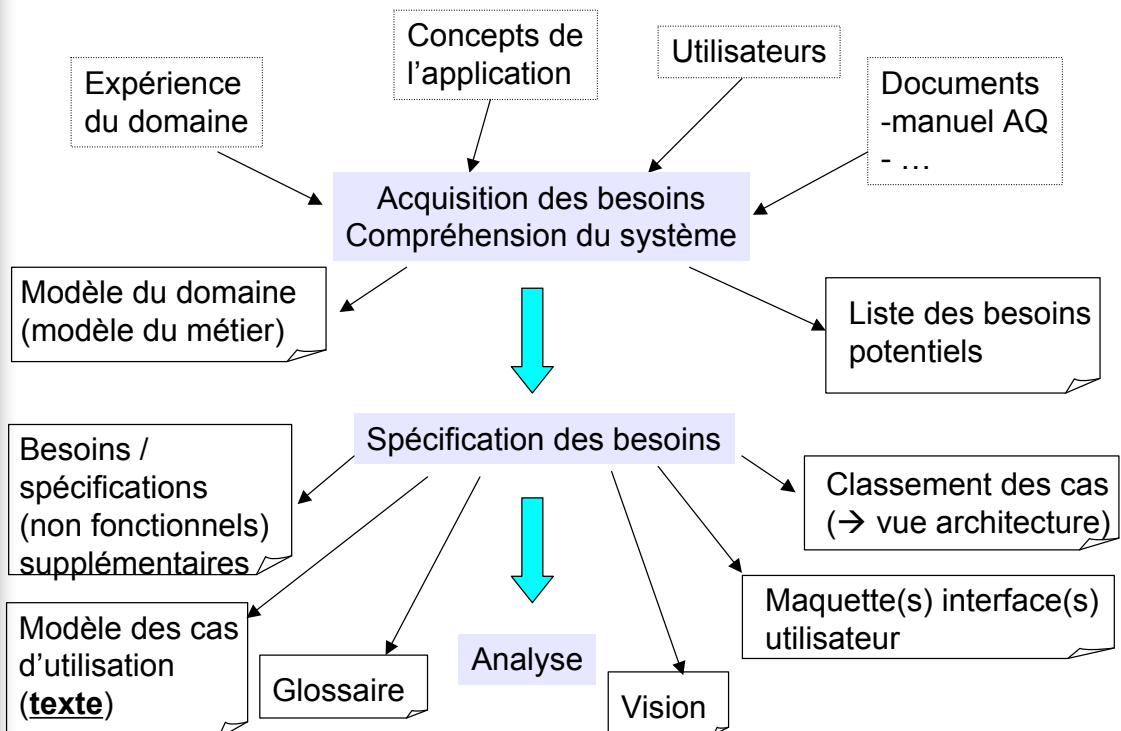 Concepts de
l’application
Utilisateurs
Expérience
du domaine
Documents
-manuel AQ
- …
Acquisition des besoins
Compréhension du système
Modèle du domaine
(modèle du métier)
Liste des besoins
potentiels
Spécification des besoins
Besoins /
spécifications
(non fonctionnels)
supplémentaires
Classement des cas
(→ vue architecture)
Maquette(s) interface(s)
utilisateur
Modèle des cas
d’utilisation
(texte)
Glossaire
Analyse
Vision